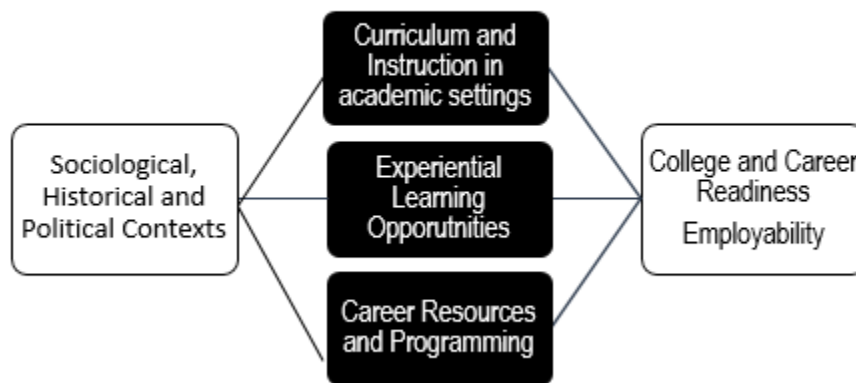 Curriculum and
Instruction in
academic settings
Sociological,
Historical and
Political Contexts
Experiential
Learning
Opporutnities
College and Career
Readiness
Employability
Career Resources
and Programming